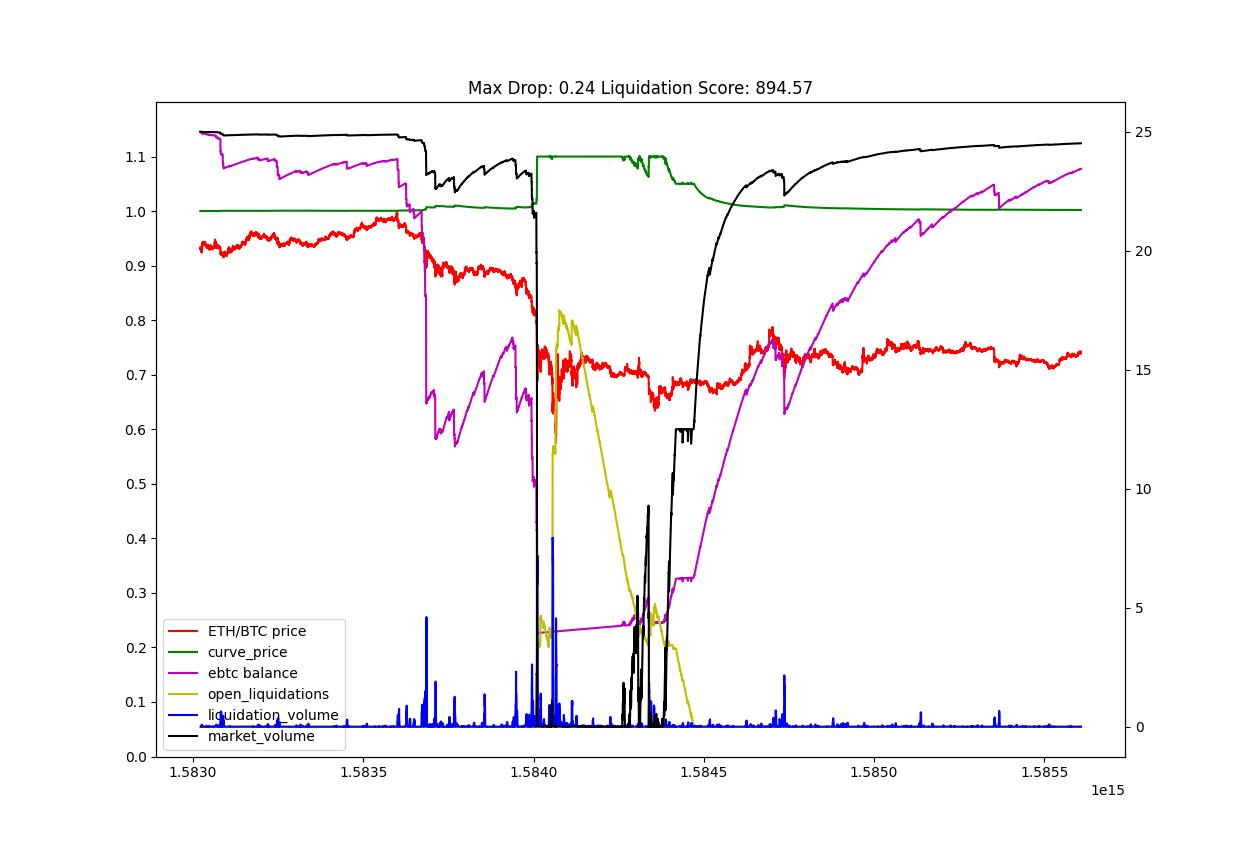 Max Drop: 0.24 Liquidation Score: 894.57
1.1
1.0
0.9
0.8
0.7
0.6
0.5
0.4
0.3
0.2
0.1
0.0
25
20
15
10
5
0
ETH/BTC price
curve_price
ebtc balance
open_liquidations
liquidation_volume
market_volume
1.5830 1.5835 1.5840 1.5845 1.5850 1.5855
1e15